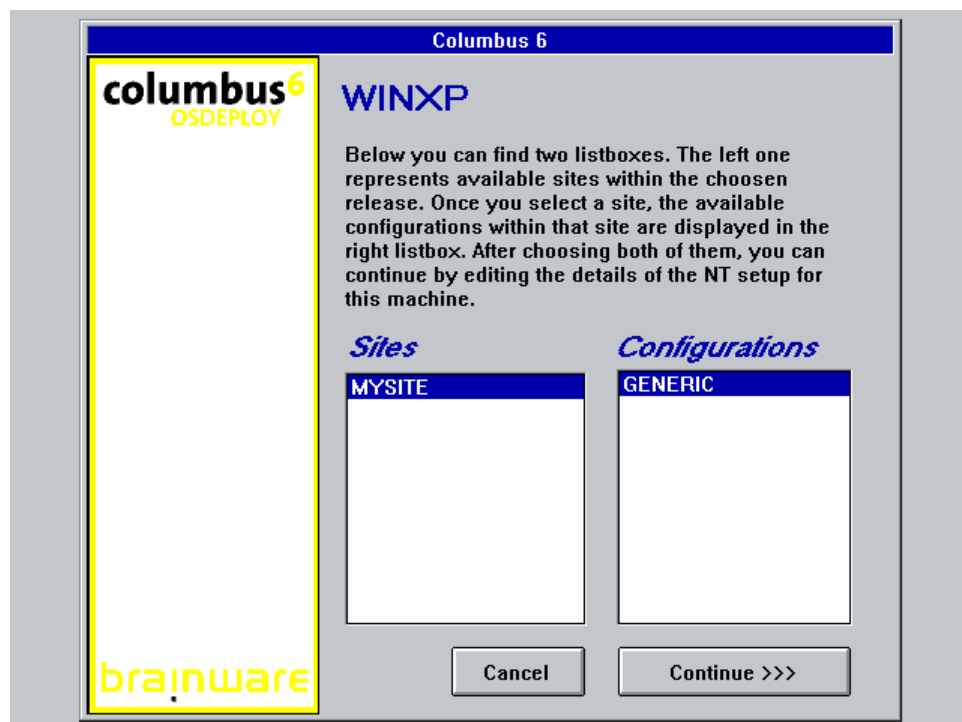 Columbus 6
columbus6
OSDEPLOY
WINXP
Below you can find two listboxes. The left one
represents available sites within the choosen
release. Once you select a site, the available
configurations within that site are displayed in the
right listbox. After choosing both of them, you can
continue by editing the details of the NT setup for
this machine.
Sites
Configurations
MYSITE
GENERIC
Cancel
Continue >>>
brainware